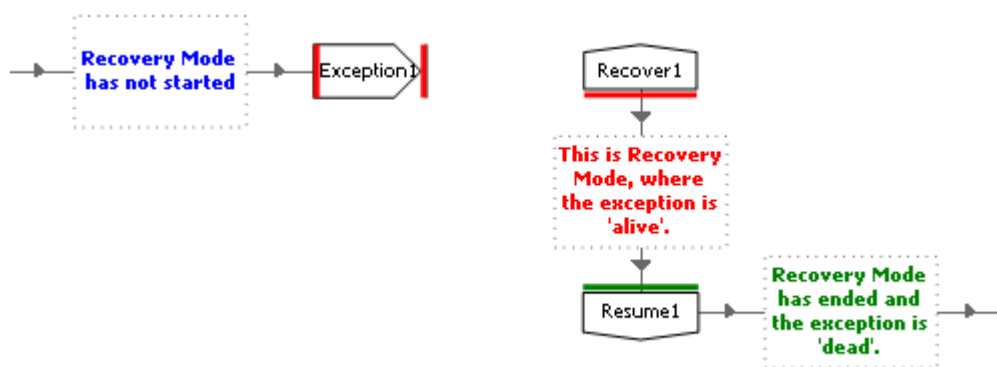 Recovery Mode
has not started
Exception1
Recover1
This is Recovery
Mode, where
the exception is
'alive'.
Resume1
Recovery Mode
has ended and
the exception is
'dead'.